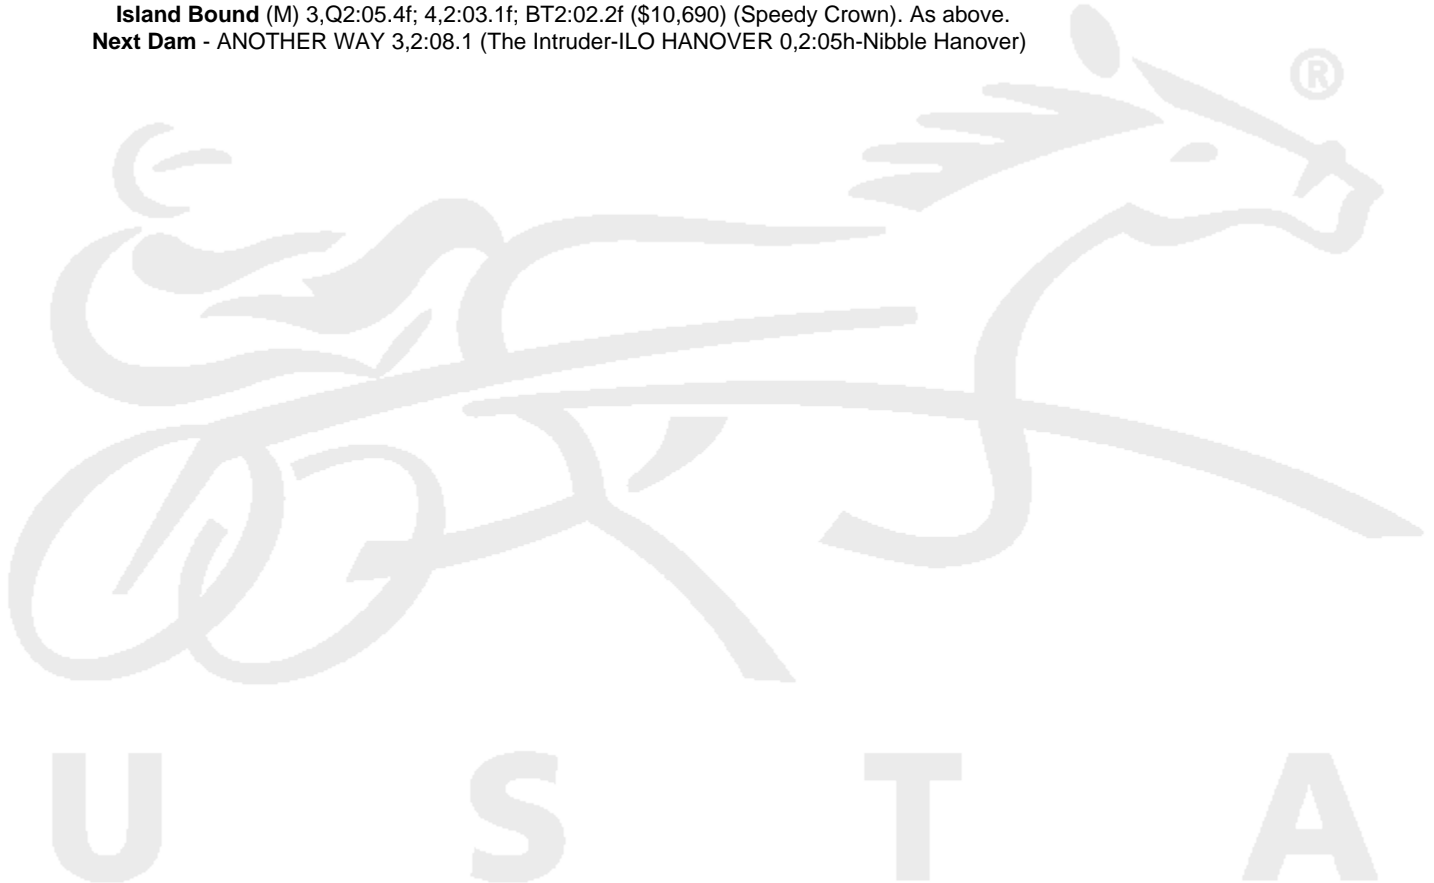 Island Bound (M) 3,Q2:05.4f; 4,2:03.1f; BT2:02.2f ($10,690) (Speedy Crown). As above.
Next Dam - ANOTHER WAY 3,2:08.1 (The Intruder-ILO HANOVER 0,2:05h-Nibble Hanover)
®
U S T A